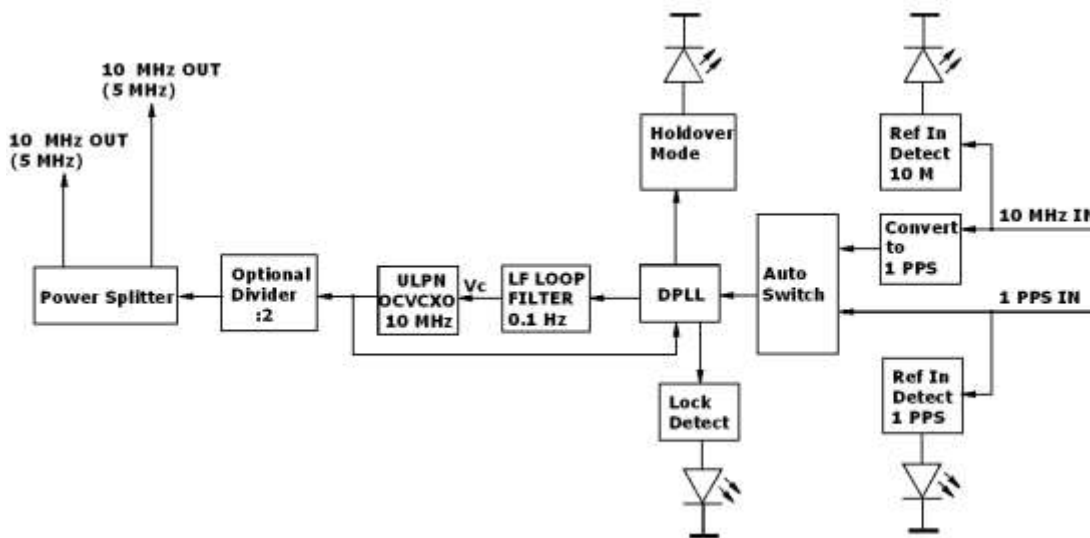 10 MHz OUT
(5 MHz)
10 MHz OUT
(5 MHz)
Holdover
Mode
Ref In
Detect
10 M
10 MHz IN
Convert
to
1 PPS
Power Splitter
Optional
Divider
:2
ULPN
OCVCXO
10 MHz
Vc
LF LOOP
FILTER
0.1 Hz
DPLL
Auto
Switch
1 PPS IN
Lock
Detect
Ref In
Detect
1 PPS